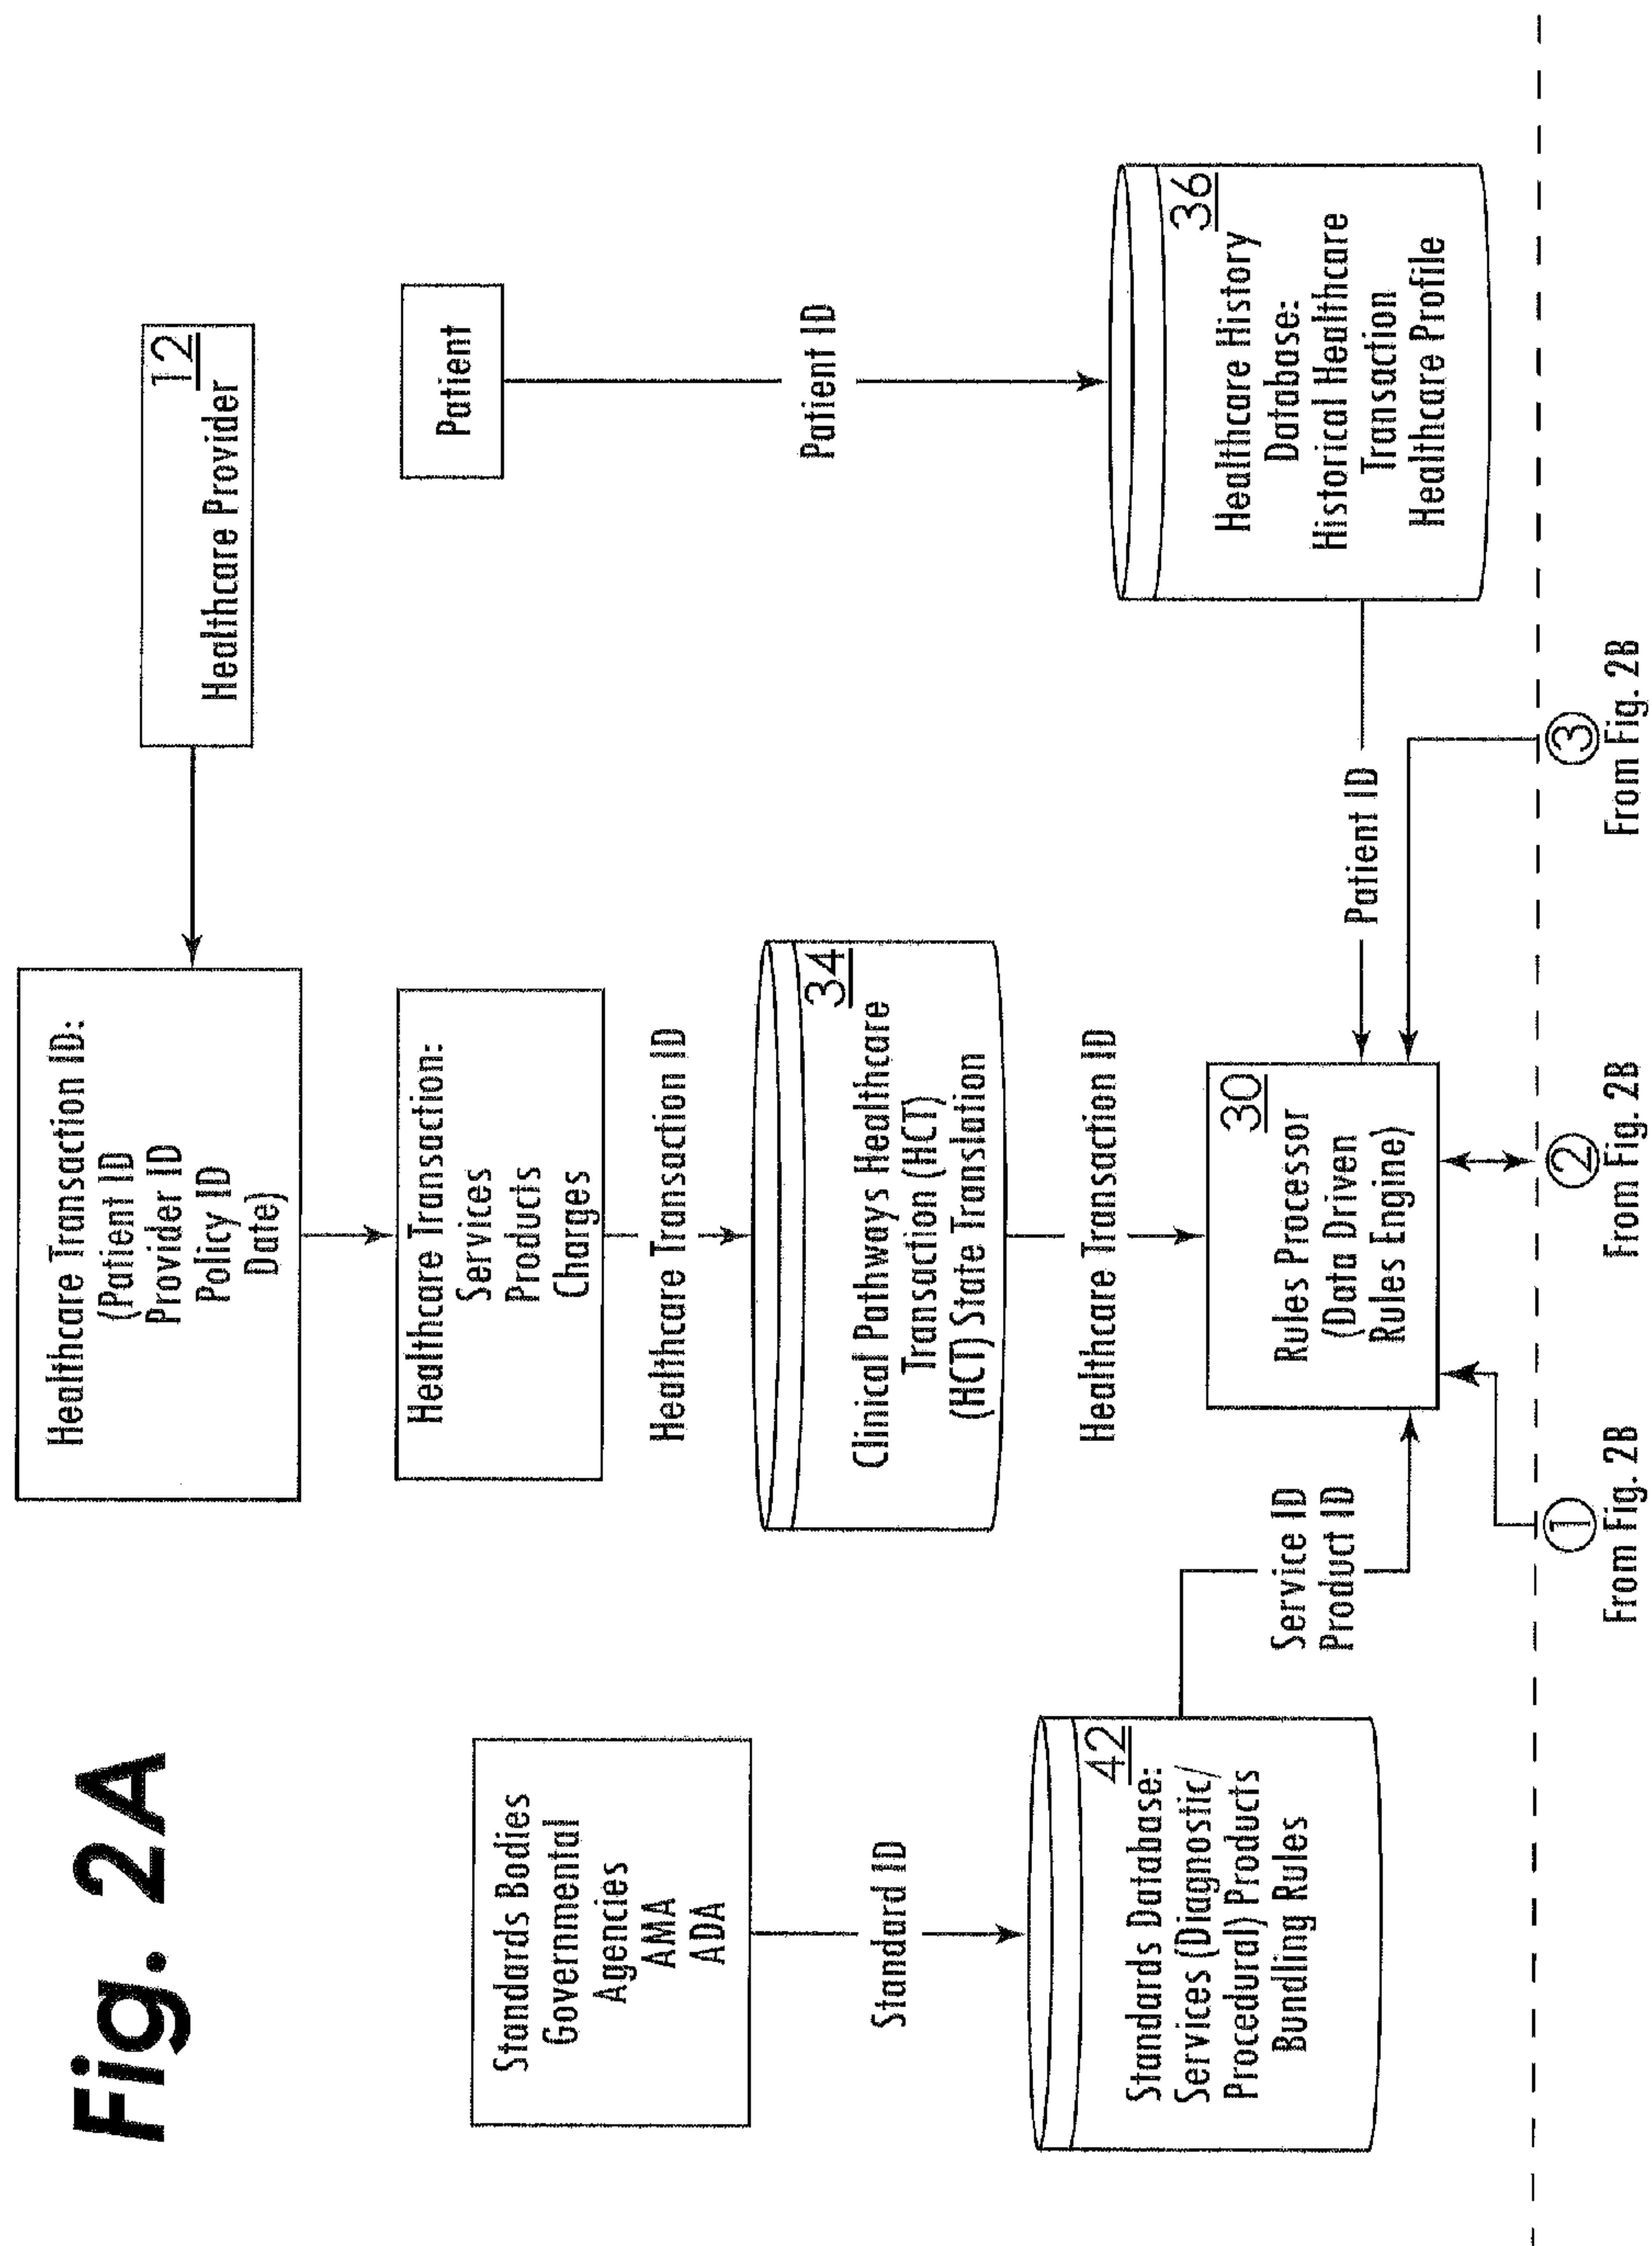 Fig. 2A
Healthcare Transaction ID:
(Patient ID
Provider ID
Policy ID
Date)
12
Healthcare Provider
Healthcare Transaction:
Services
Products
Charges
Patient
Standards Bodies
Governmental
Agencies
AMA
ADA
Healthcare Transaction ID
Patient ID
Standard ID
34
Clinical Pathways Healthcare
Transaction (HCT)
(HCT) State Translation
42
Standards Database:
Services (Diagnostic/
Procedural) Products
Bundling Rules
Healthcare Transaction ID
36
Healthcare History
Database:
Historical Healthcare
Transaction
Healthcare Profile
Service ID
Product ID
30
Rules Processor
(Data Driven
Rules Engine)
Patient ID
1
From Fig. 2B
2
From Fig. 2B
3
From Fig. 2B